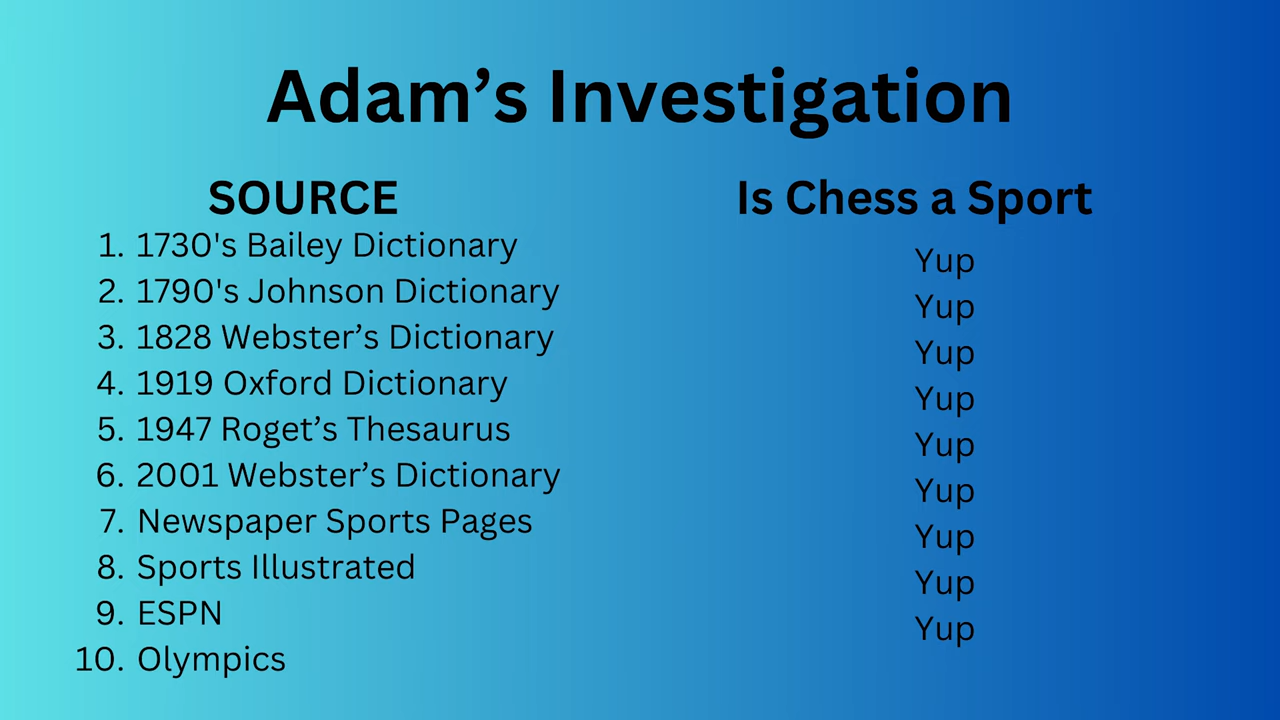 Adam’s Investigation
SOURCE
1. 1730's Bailey Dictionary
2. 1790's Johnson Dictionary
3. 1828 Webster’s Dictionary
4. 1919 Oxford Dictionary
5. 1947 Roget’s Thesaurus
6. 2001 Webster’s Dictionary
7. Newspaper Sports Pages
8. Sports Illustrated
9. ESPN
10. Olympics
Is Chess a Sport
Yup
Yup
Yup
Yup
Yup
Yup
Yup
Yup
Yup